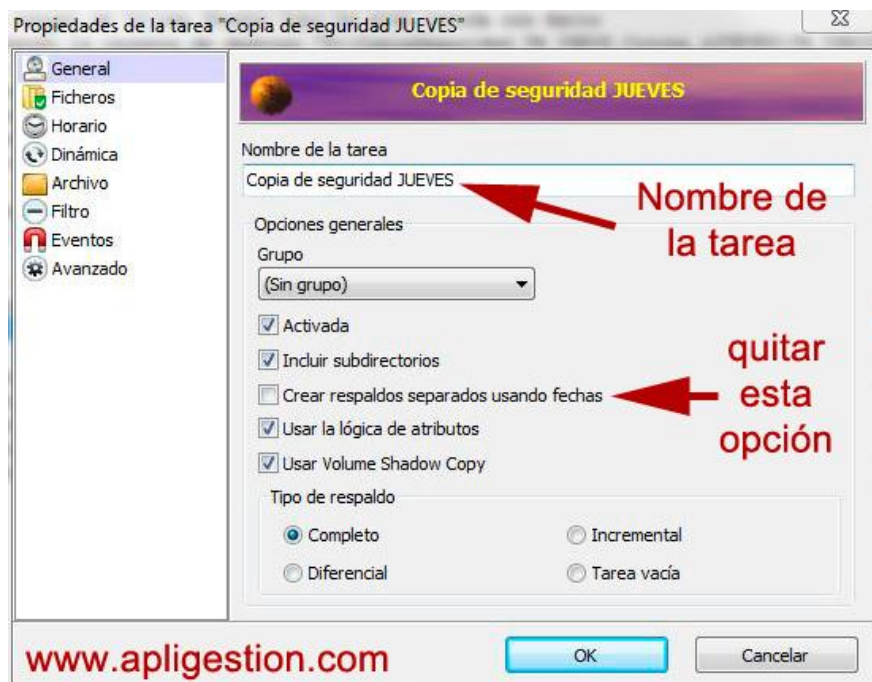 Propiedades de la tarea "Copia de seguridad JUEVES"
General
Ficheros
Horario
Dinámica
Archivo
Filtro
Eventos
Avanzado
Copia de seguridad JUEVES
Nombre de la tarea
Copia de seguridad JUEVES
Nombre de
la tarea
Opciones generales
Grupo
(Sin grupo)
Activada
Incluir subdirectorios
Crear respaldos separados usando fechas
quitar
esta
opción
Usar la lógica de atributos
Usar Volume Shadow Copy
Tipo de respaldo
Completo
Incremental
Diferencial
Tarea vacía
www.apligestion.com
OK
Cancelar